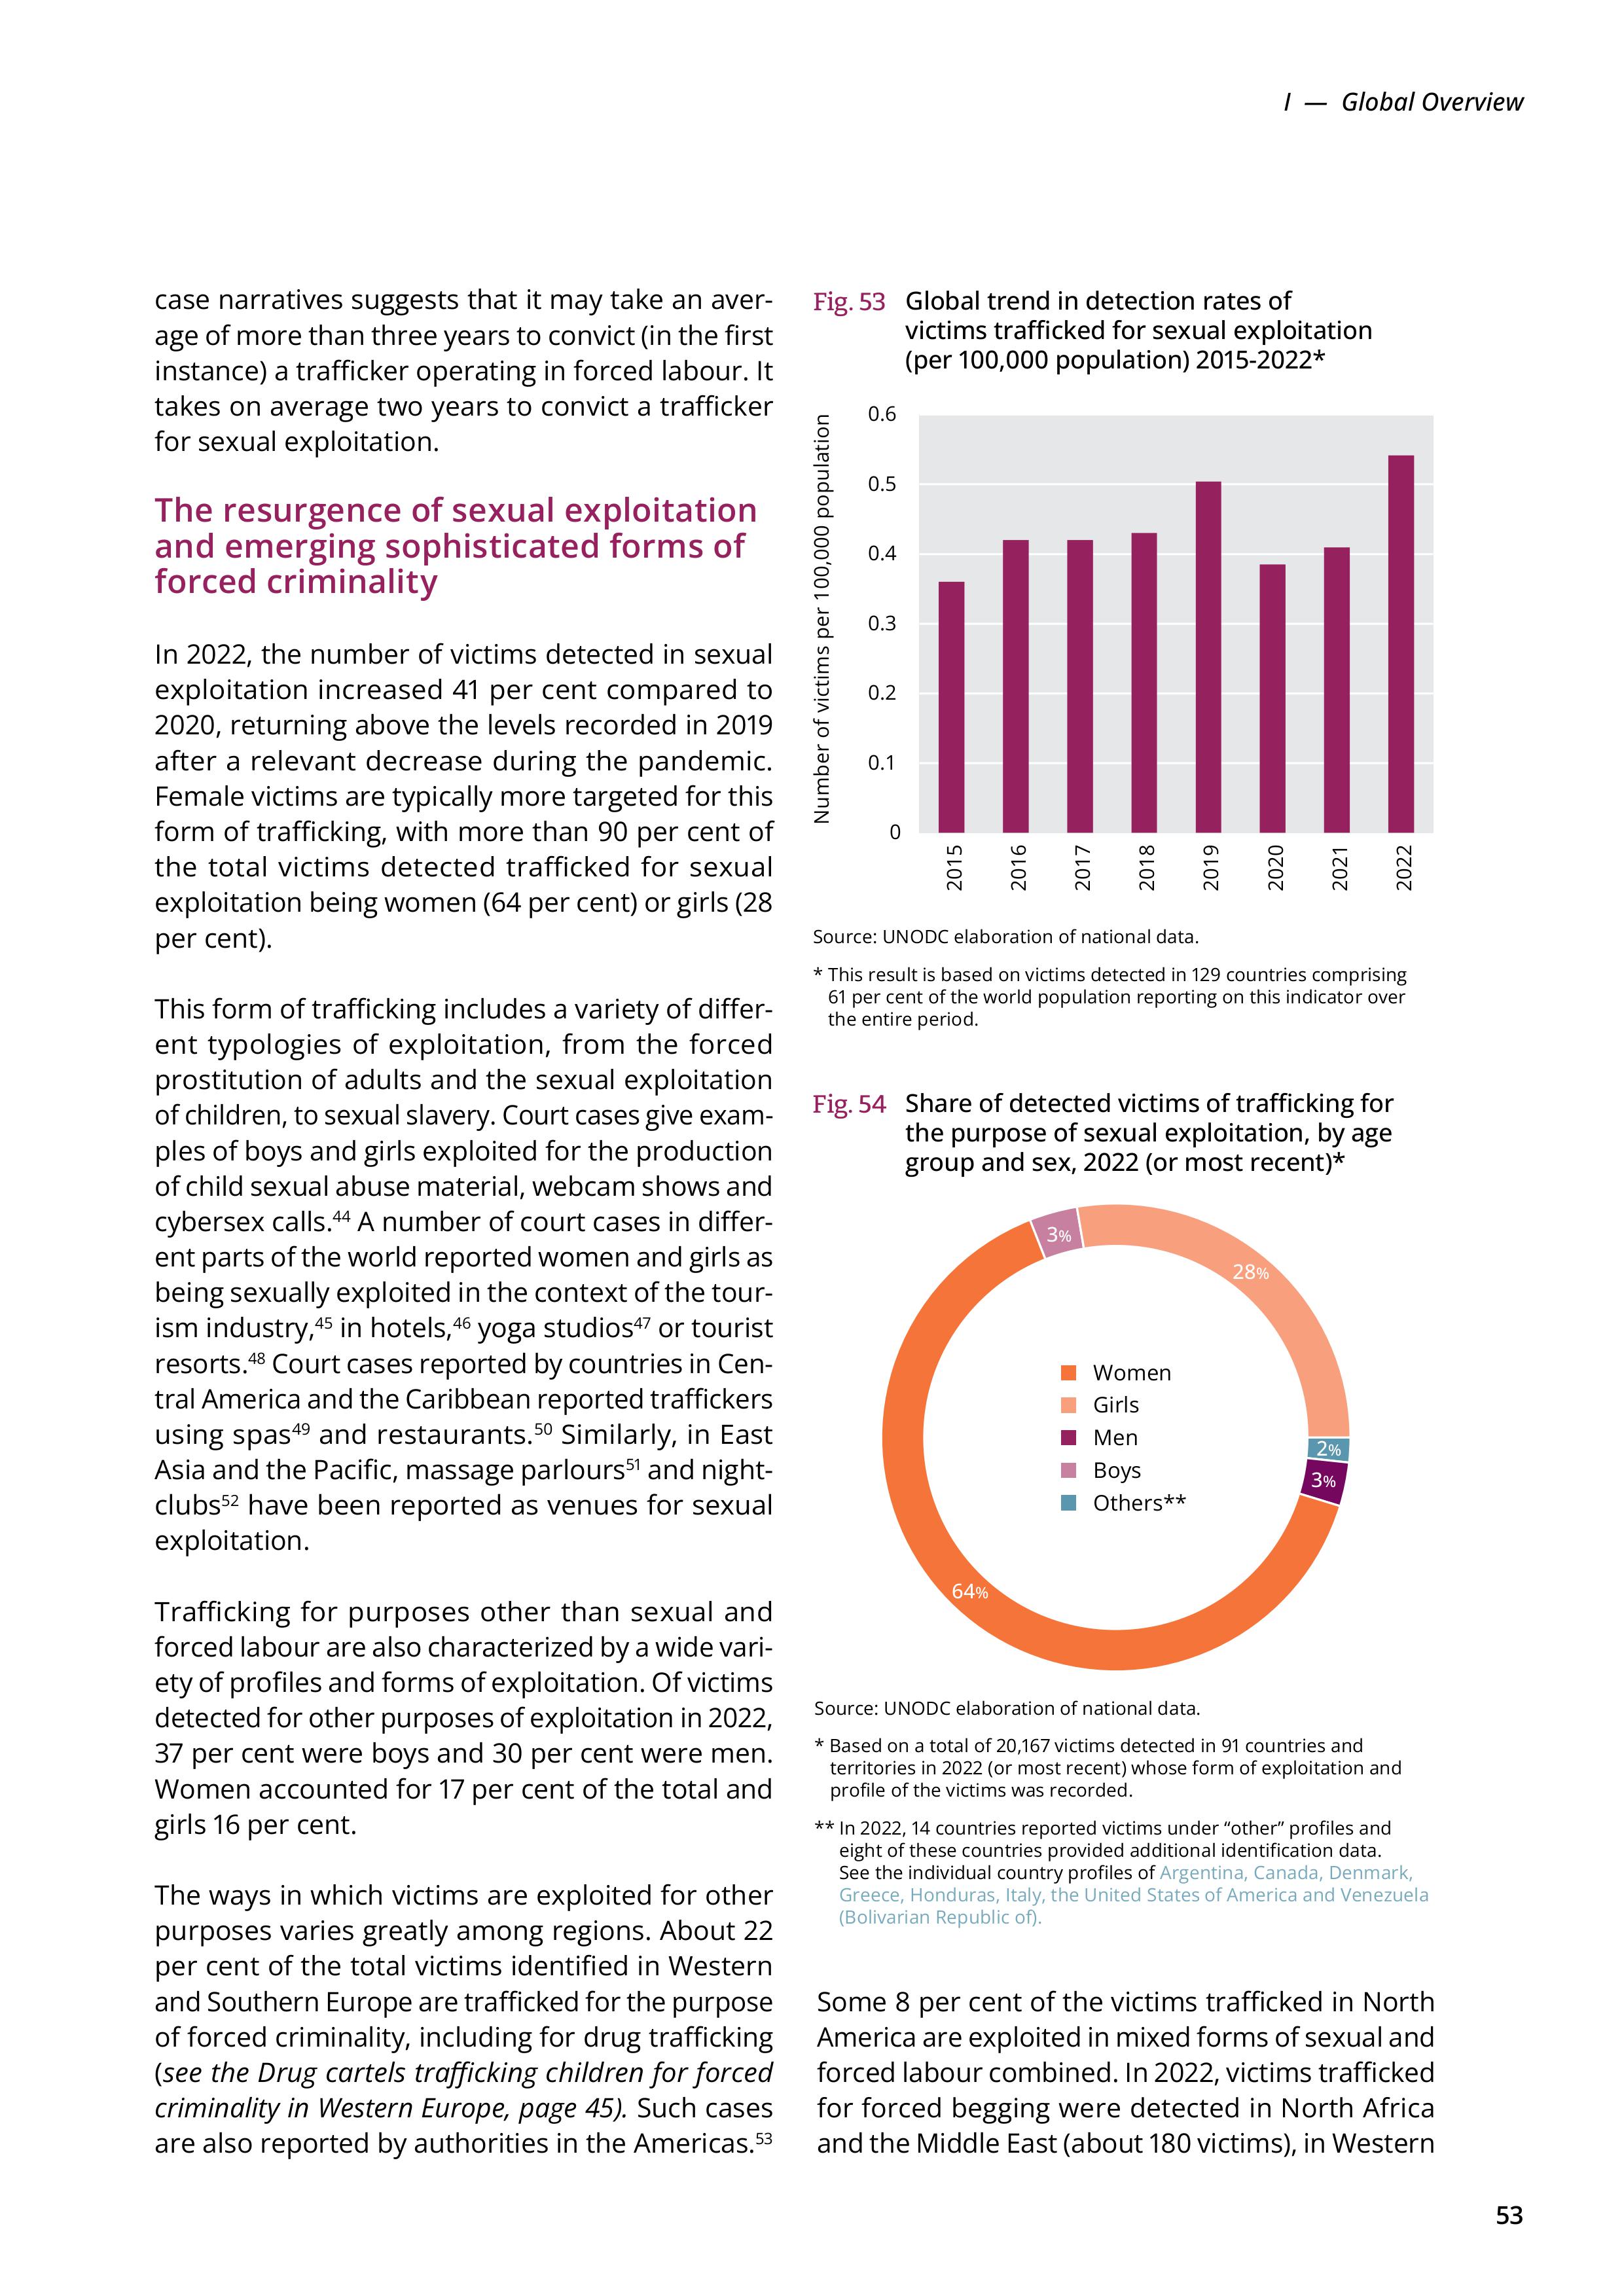 I — Global Overview
case narratives suggests that it may take an aver-
age of more than three years to convict (in the first
instance) a trafficker operating in forced labour. It
takes on average two years to convict a trafficker
for sexual exploitation.
The resurgence of sexual exploitation
and emerging sophisticated forms of
forced criminality
In 2022, the number of victims detected in sexual
exploitation increased 41 per cent compared to
2020, returning above the levels recorded in 2019
after a relevant decrease during the pandemic.
Female victims are typically more targeted for this
form of trafficking, with more than 90 per cent of
the total victims detected trafficked for sexual
exploitation being women (64 per cent) or girls (28
per cent).
This form of trafficking includes a variety of differ-
ent typologies of exploitation, from the forced
prostitution of adults and the sexual exploitation
of children, to sexual slavery. Court cases give exam-
ples of boys and girls exploited for the production
of child sexual abuse material, webcam shows and
cybersex calls.44 A number of court cases in differ-
ent parts of the world reported women and girls as
being sexually exploited in the context of the tour-
ism industry,45 in hotels,46 yoga studios47 or tourist
resorts.48 Court cases reported by countries in Cen-
tral America and the Caribbean reported traffickers
using spas49 and restaurants.50 Similarly, in East
Asia and the Pacific, massage parlours51 and night-
clubs52 have been reported as venues for sexual
exploitation.
Trafficking for purposes other than sexual and
forced labour are also characterized by a wide vari-
ety of profiles and forms of exploitation. Of victims
detected for other purposes of exploitation in 2022,
37 per cent were boys and 30 per cent were men.
Women accounted for 17 per cent of the total and
girls 16 per cent.
The ways in which victims are exploited for other
purposes varies greatly among regions. About 22
per cent of the total victims identified in Western
and Southern Europe are trafficked for the purpose
of forced criminality, including for drug trafficking
(see the Drug cartels trafficking children for forced
criminality in Western Europe, page 45). Such cases
are also reported by authorities in the Americas.53
Fig. 53 Global trend in detection rates of
victims trafficked for sexual exploitation
(per 100,000 population) 2015-2022*
Number of victims per 100,000 population
0.6
0.5
0.4
0.3
0.2
0.1
0
2015 2016 2017 2018 2019 2020 2021 2022
Source: UNODC elaboration of national data.
* This result is based on victims detected in 129 countries comprising
61 per cent of the world population reporting on this indicator over
the entire period.
Fig. 54 Share of detected victims of trafficking for
the purpose of sexual exploitation, by age
group and sex, 2022 (or most recent)*
3%
28%
Women
Girls
Men
Boys
Others**
2%
3%
64%
Source: UNODC elaboration of national data.
* Based on a total of 20,167 victims detected in 91 countries and
territories in 2022 (or most recent) whose form of exploitation and
profile of the victims was recorded.
** In 2022, 14 countries reported victims under “other” profiles and
eight of these countries provided additional identification data.
See the individual country profiles of Argentina, Canada, Denmark,
Greece, Honduras, Italy, the United States of America and Venezuela
(Bolivarian Republic of).
Some 8 per cent of the victims trafficked in North
America are exploited in mixed forms of sexual and
forced labour combined. In 2022, victims trafficked
for forced begging were detected in North Africa
and the Middle East (about 180 victims), in Western
53